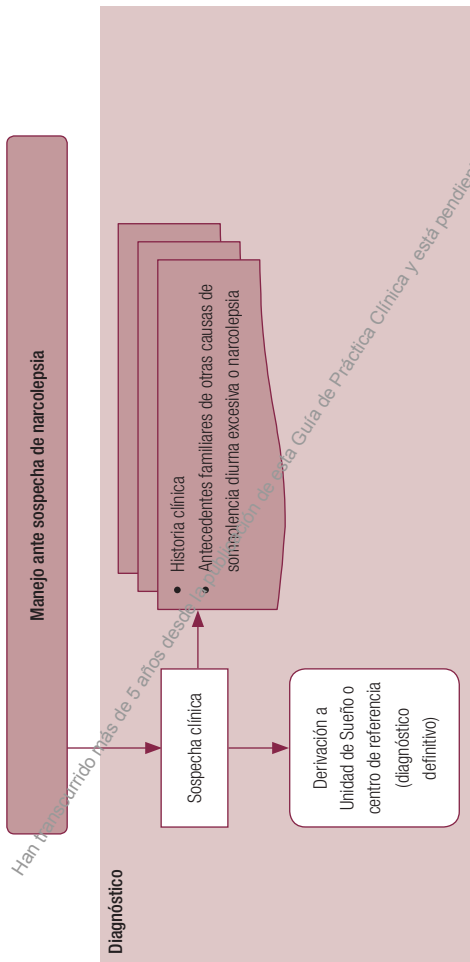 Manejo ante sospecha de narcolepsia
Diagnóstico
Sospecha clínica
• Historia clínica
• Antecedentes familiares de otras causas de
somnolencia diurna excesiva o narcolepsia
Derivación a
Unidad de Sueño o
centro de referencia
(diagnóstico
definitivo)
Han transcurrido más de 5 años desde la publicación de esta Guía de Práctica Clínica y está